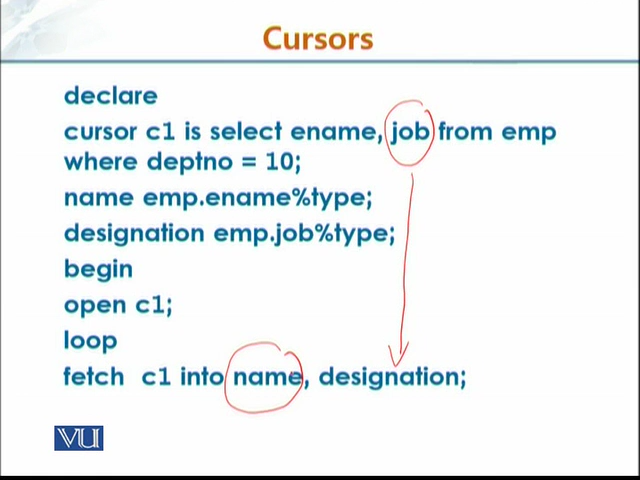 Cursors
declare
cursor c1 is select ename, job from emp
where deptno = 10;
name emp.ename%type;
designation emp.job%type;
begin
open c1;
loop
fetch c1 into name, designation;
VU